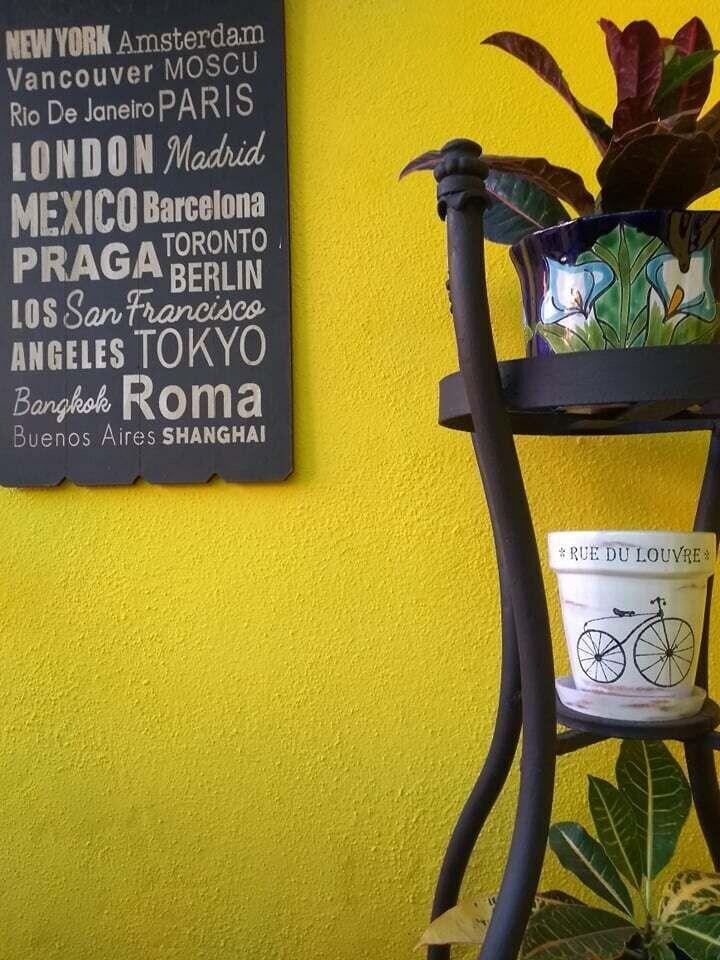 NEW YORK Amsterdam
Vancouver MOSCU
Rio De Janeiro PARIS
LONDON Madrid
MEXICO Barcelona
PRAGA TORONTO
BERLIN
LOS San Francisco
ANGELES TOKYO
Bangkok Roma
Buenos Aires SHANGHAI
*RUE DU LOUVRE*